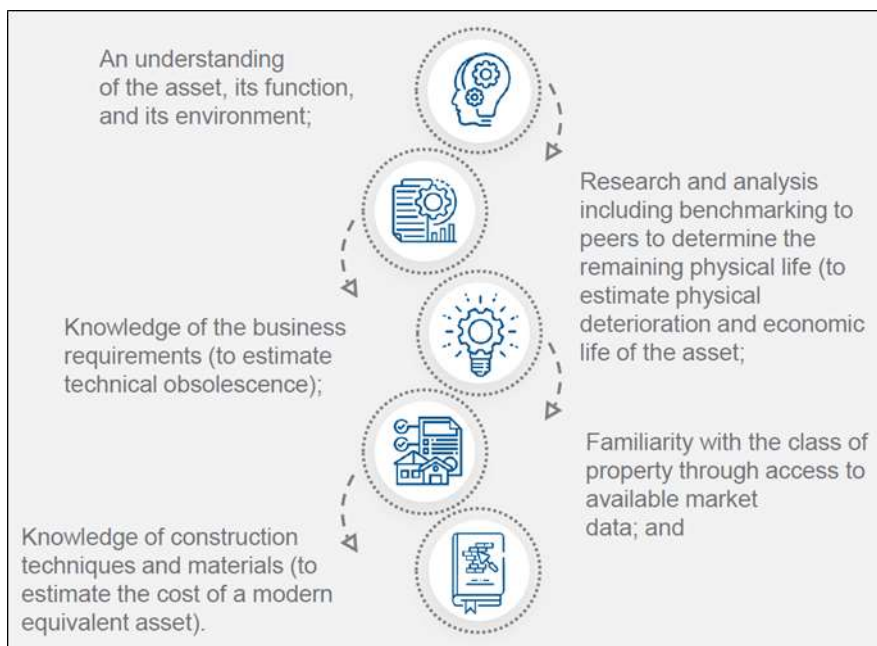 An understanding
of the asset, its function,
and its environment;
Research and analysis
including benchmarking to
peers to determine the
remaining physical life (to
estimate physical
deterioration and economic
life of the asset;
Knowledge of the business
requirements (to estimate
technical obsolescence);
Familiarity with the class of
property through access to
available market
data; and
Knowledge of construction
techniques and materials (to
estimate the cost of a modern
equivalent asset).